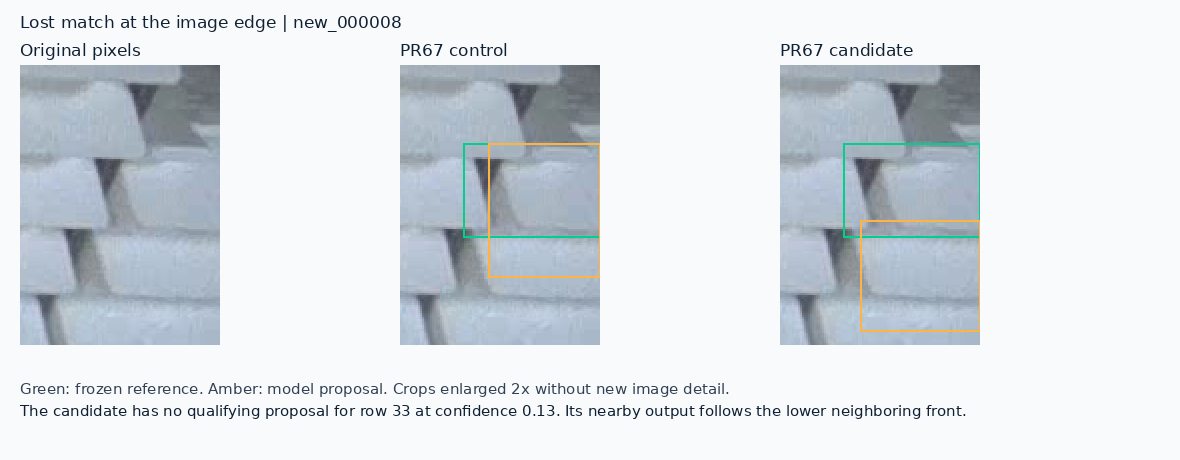 Lost match at the image edge | new_000008
Original pixels
PR67 control
PR67 candidate
Green: frozen reference. Amber: model proposal. Crops enlarged 2x without new image detail.
The candidate has no qualifying proposal for row 33 at confidence 0.13. Its nearby output follows the lower neighboring front.